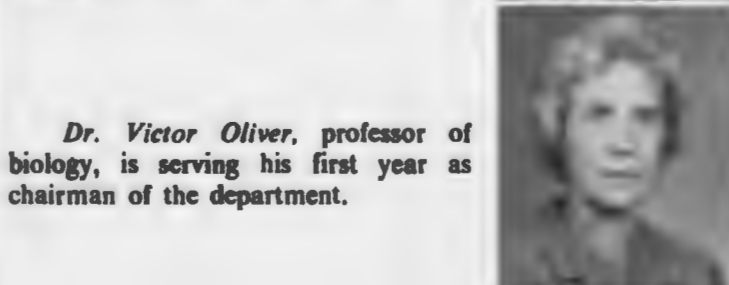 Dr. Victor Oliver, professor of
biology, is serving his first year as
chairman of the department.